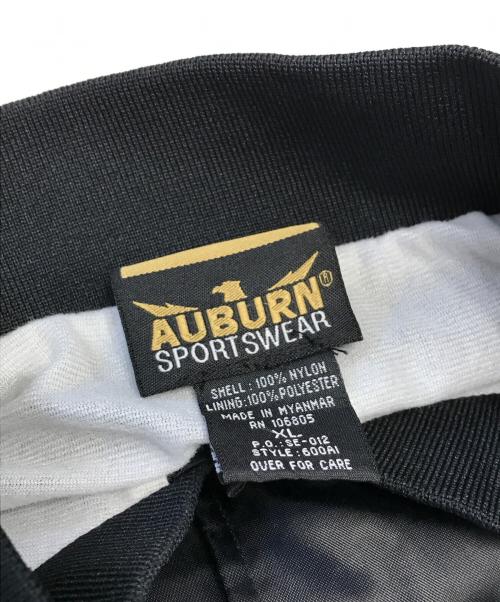 AUBURN®
SPORTSWEAR
SHELL: 100% NYLON
LINING: 100% POLYESTER
MADE IN MYANMAR
RN 106805
XL
P.O.: SE-012
STYLE: 600AI
OVER FOR CARE